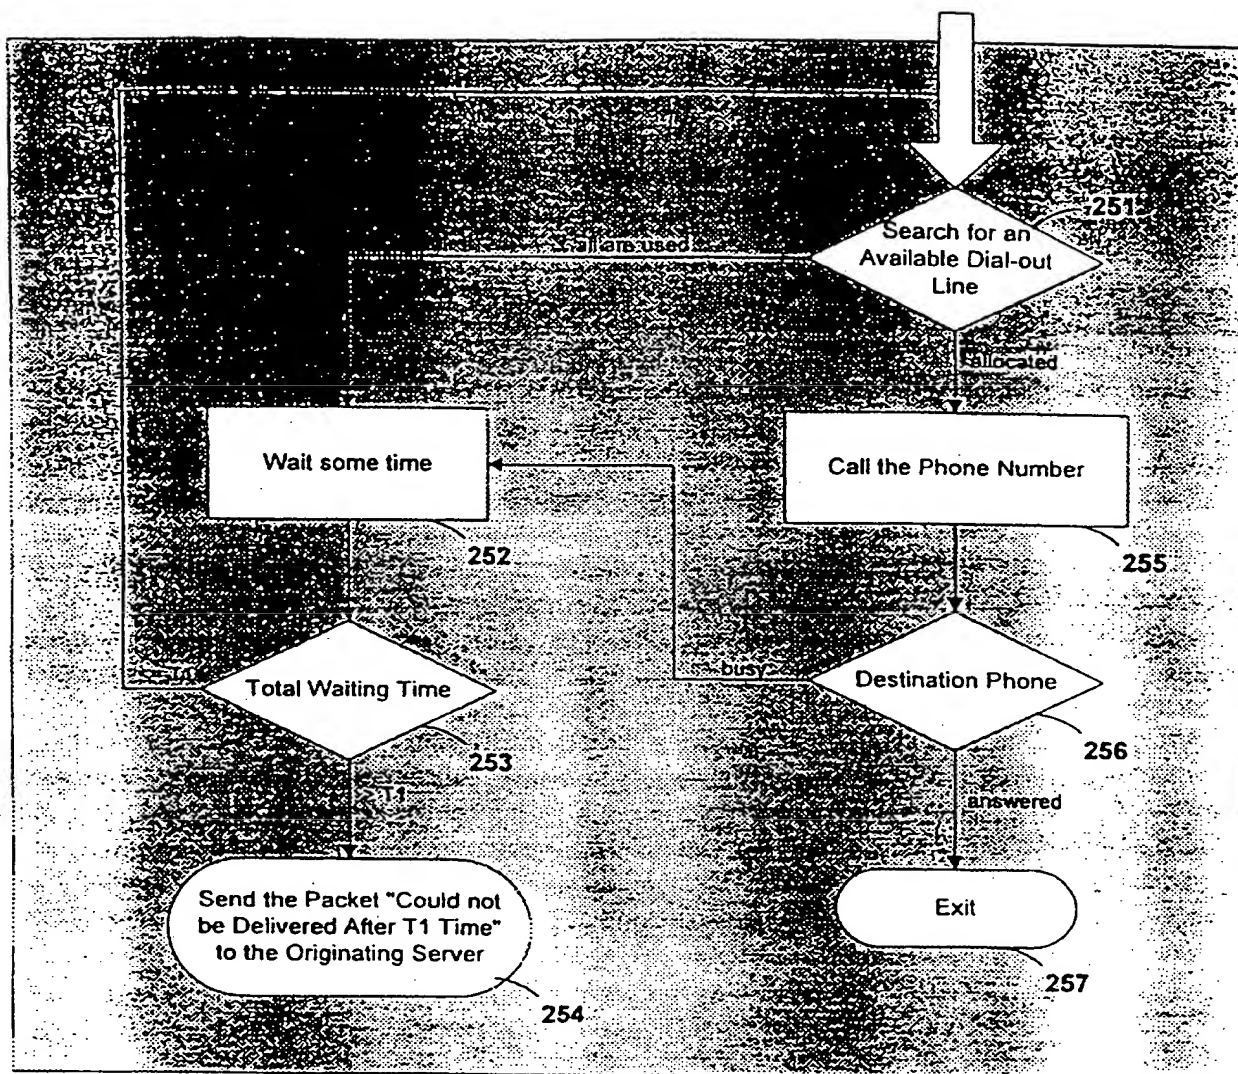 251
Search for an
Available Dial-out
Line
all are used
allocated
Wait some time
252
Call the Phone Number
255
Total Waiting Time
253
busy
Destination Phone
256
T1
answered
Send the Packet "Could not
be Delivered After T1 Time"
to the Originating Server
254
Exit
257